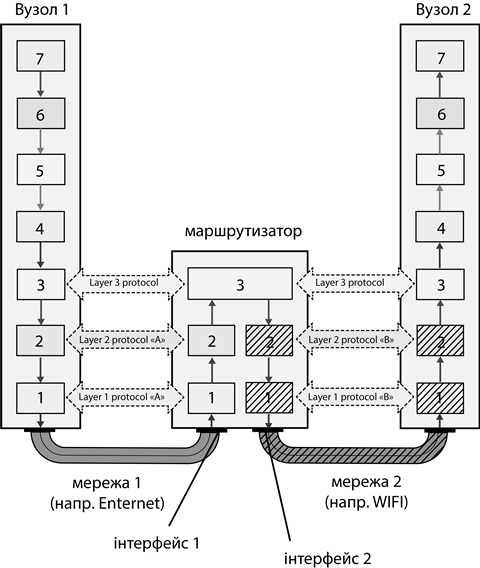 Вузол 1
Вузол 2
7
7
6
6
5
5
4
4
маршрутизатор
3
Layer 3 protocol
3
Layer 3 protocol
3
2
Layer 2 protocol «A»
2
2
Layer 2 protocol «B»
2
1
Layer 1 protocol «A»
1
1
Layer 1 protocol «B»
1
мережа 1
(напр. Enternet)
мережа 2
(напр. WIFI)
інтерфейс 1
інтерфейс 2